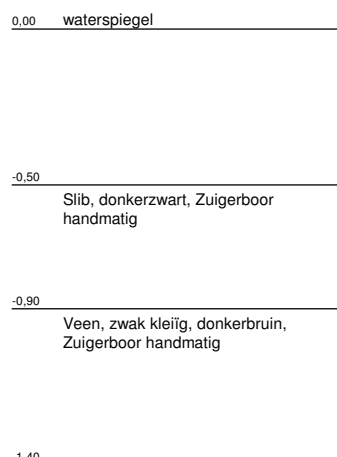 0,00 waterspiegel
-0,50
Slib, donkerzwart, Zuigerboor
handmatig
-0,90
Veen, zwak kleiïg, donkerbruin,
Zuigerboor handmatig
-1,40